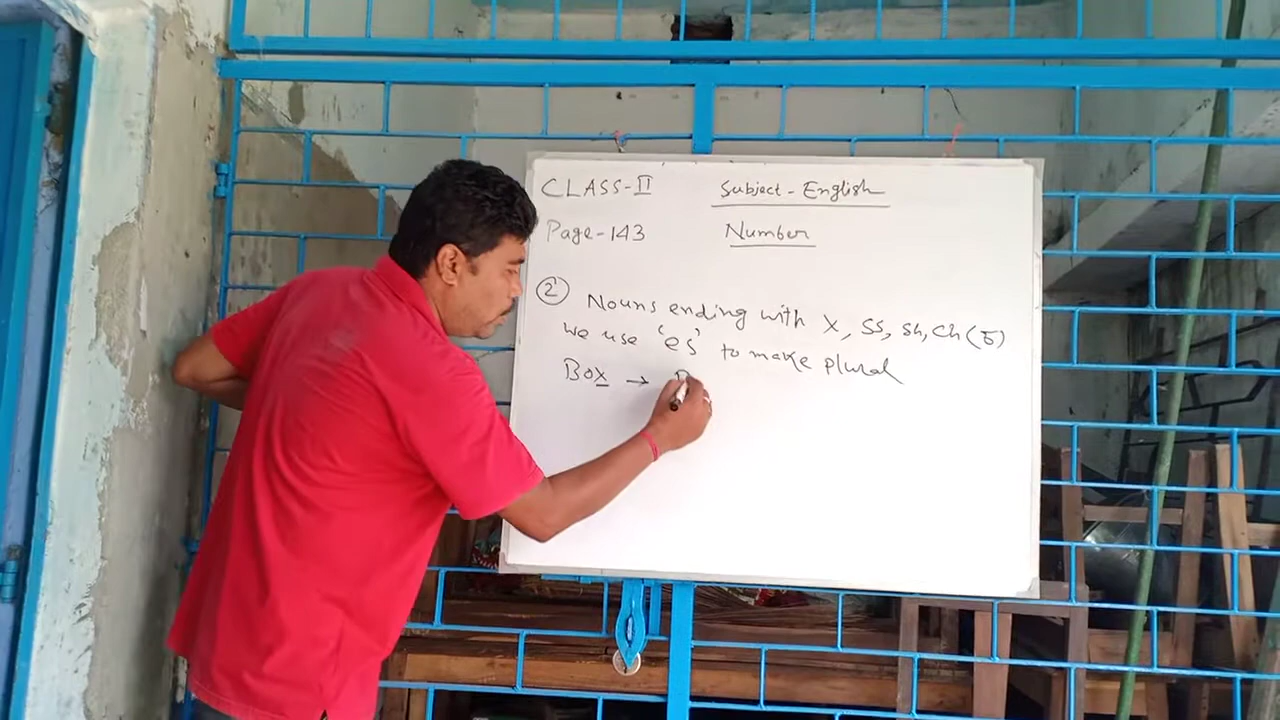 CLASS-II
Subject - English
Page-143
Number
② Nouns ending with x, ss, sh, ch (চ)
we use 'es' to make plural
Box → B